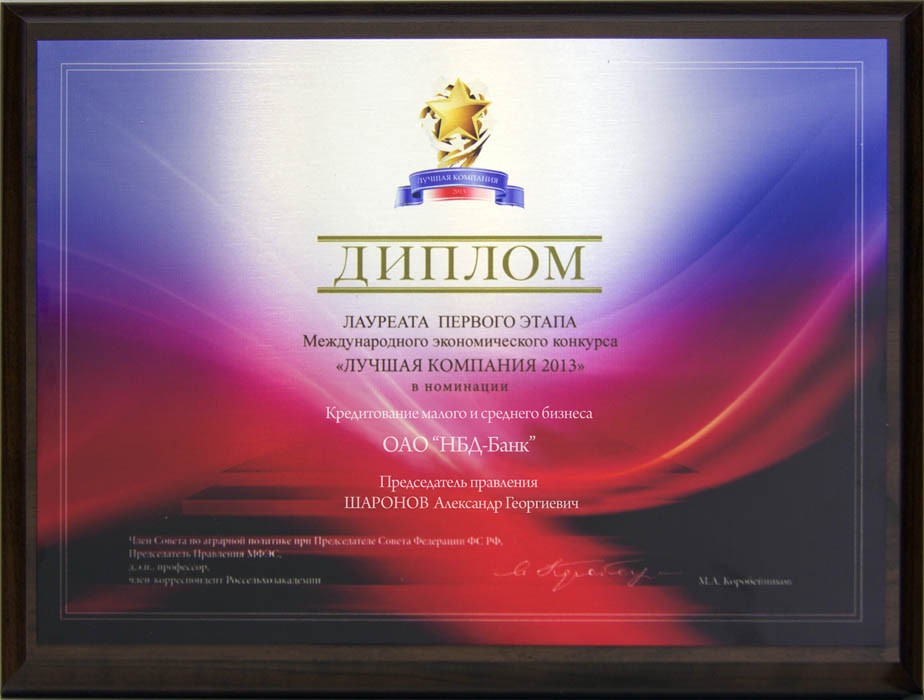 ЛУЧШАЯ КОМПАНИЯ
2013
ДИПЛОМ
ЛАУРЕАТА ПЕРВОГО ЭТАПА
Международного экономического конкурса
«ЛУЧШАЯ КОМПАНИЯ 2013»
в номинации
Кредитование малого и среднего бизнеса
ОАО “НБД-Банк”
Председатель правления
ШАРОНОВ Александр Георгиевич
Член Совета по аграрной политике при Председателе Совета Федерации ФС РФ,
Председатель Правления МФЭС,
д.э.н., профессор,
член-корреспондент Россельхозакадемии
М.А. Коробейников